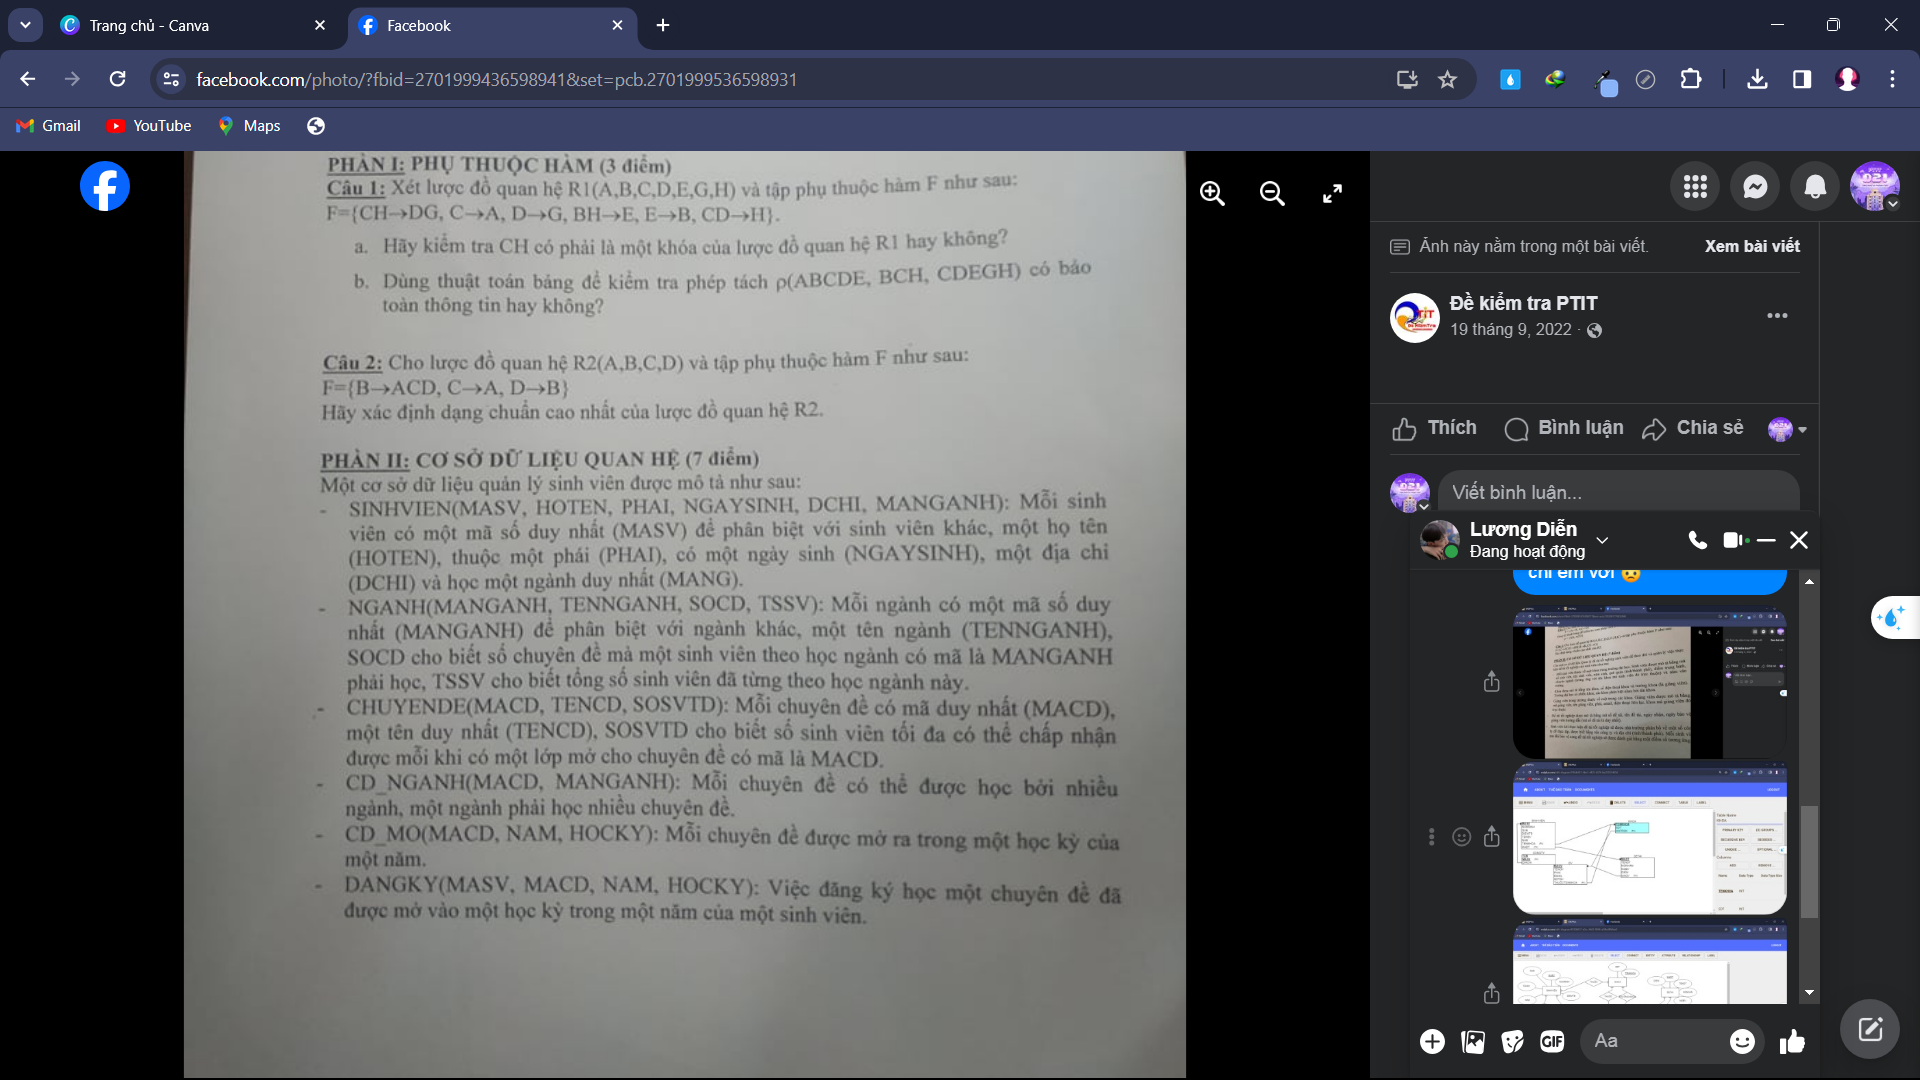 Trang chủ - Canva
Facebook
facebook.com/photo/?fbid=2701999436598941&set=pcb.2701999536598931
Gmail
YouTube
Maps
PHẦN I: PHỤ THUỘC HÀM (3 điểm)
Câu 1: Xét lược đồ quan hệ R1(A,B,C,D,E,G,H) và tập phụ thuộc hàm F như sau:
F={CH→DG, C→A, D→G, BH→E, E→B, CD→H}.
a. Hãy kiểm tra CH có phải là một khóa của lược đồ quan hệ R1 hay không?
b. Dùng thuật toán bảng để kiểm tra phép tách ρ(ABCDE, BCH, CDEGH) có bảo
toàn thông tin hay không?
Câu 2: Cho lược đồ quan hệ R2(A,B,C,D) và tập phụ thuộc hàm F như sau:
F={B→ACD, C→A, D→B}
Hãy xác định dạng chuẩn cao nhất của lược đồ quan hệ R2.
PHẦN II: CƠ SỞ DỮ LIỆU QUAN HỆ (7 điểm)
Một cơ sở dữ liệu quản lý sinh viên được mô tả như sau:
- SINHVIEN(MASV, HOTEN, PHAI, NGAYSINH, DCHI, MANGANH): Mỗi sinh
viên có một mã số duy nhất (MASV) để phân biệt với sinh viên khác, một họ tên
(HOTEN), thuộc một phái (PHAI), có một ngày sinh (NGAYSINH), một địa chỉ
(DCHI) và học một ngành duy nhất (MANG).
- NGANH(MANGANH, TENNGANH, SOCD, TSSV): Mỗi ngành có một mã số duy
nhất (MANGANH) để phân biệt với ngành khác, một tên ngành (TENNGANH),
SOCD cho biết số chuyên đề mà một sinh viên theo học ngành có mã là MANGANH
phải học, TSSV cho biết tổng số sinh viên đã từng theo học ngành này.
- CHUYENDE(MACD, TENCD, SOSVTD): Mỗi chuyên đề có mã duy nhất (MACD),
một tên duy nhất (TENCD), SOSVTD cho biết số sinh viên tối đa có thể chấp nhận
được mỗi khi có một lớp mở cho chuyên đề có mã là MACD.
- CD_NGANH(MACD, MANGANH): Mỗi chuyên đề có thể được học bởi nhiều
ngành, một ngành phải học nhiều chuyên đề.
- CD_MO(MACD, NAM, HOCKY): Mỗi chuyên đề được mở ra trong một học kỳ của
một năm.
- DANGKY(MASV, MACD, NAM, HOCKY): Việc đăng ký học một chuyên đề đã
được mở vào một học kỳ trong một năm của một sinh viên.
Ảnh này nằm trong một bài viết.
Xem bài viết
Đề kiểm tra PTIT
19 tháng 9, 2022 ·
Thích
Bình luận
Chia sẻ
Viết bình luận...
Lương Diễn
Đang hoạt động
chỉ em với 😟
GIF
Aa